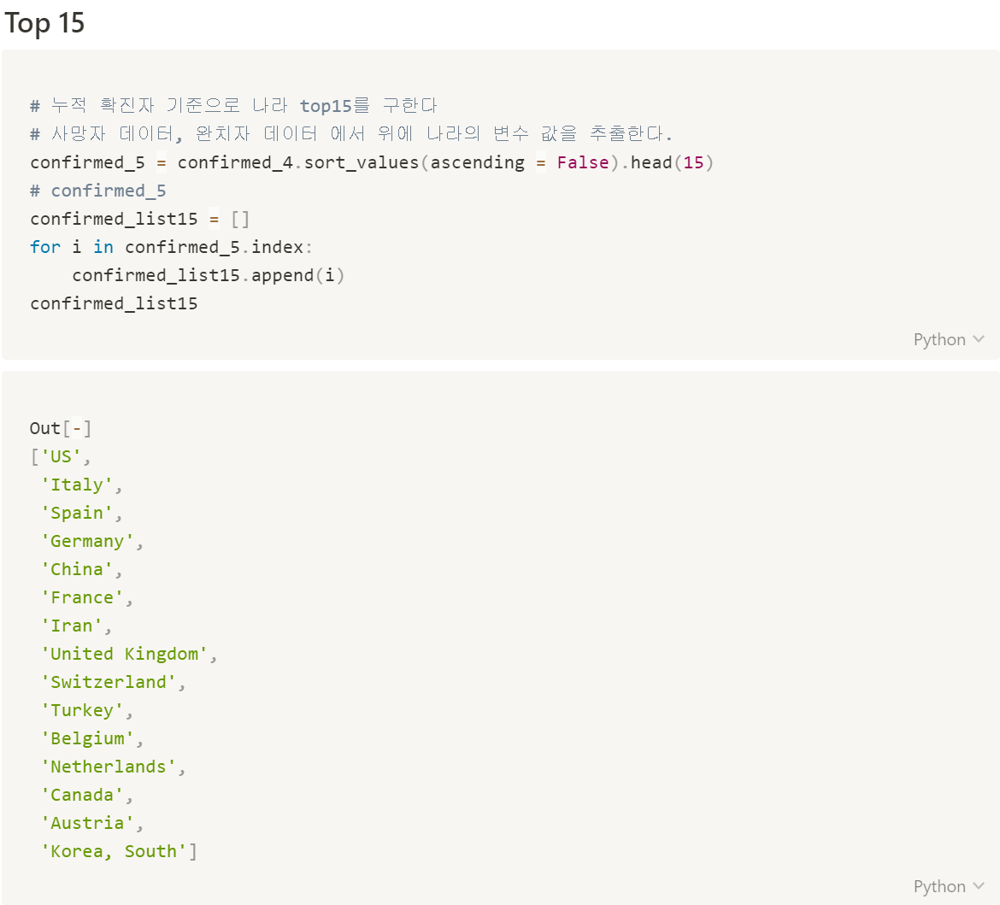 Top 15
# 누적 확진자 기준으로 나라 top15를 구한다
# 사망자 데이터, 완치자 데이터 에서 위에 나라의 변수 값을 추출한다.
confirmed_5 = confirmed_4.sort_values(ascending = False).head(15)
# confirmed_5
confirmed_list15 = []
for i in confirmed_5.index:
    confirmed_list15.append(i)
confirmed_list15
Python
Out[-]
['US',
 'Italy',
 'Spain',
 'Germany',
 'China',
 'France',
 'Iran',
 'United Kingdom',
 'Switzerland',
 'Turkey',
 'Belgium',
 'Netherlands',
 'Canada',
 'Austria',
 'Korea, South']
Python